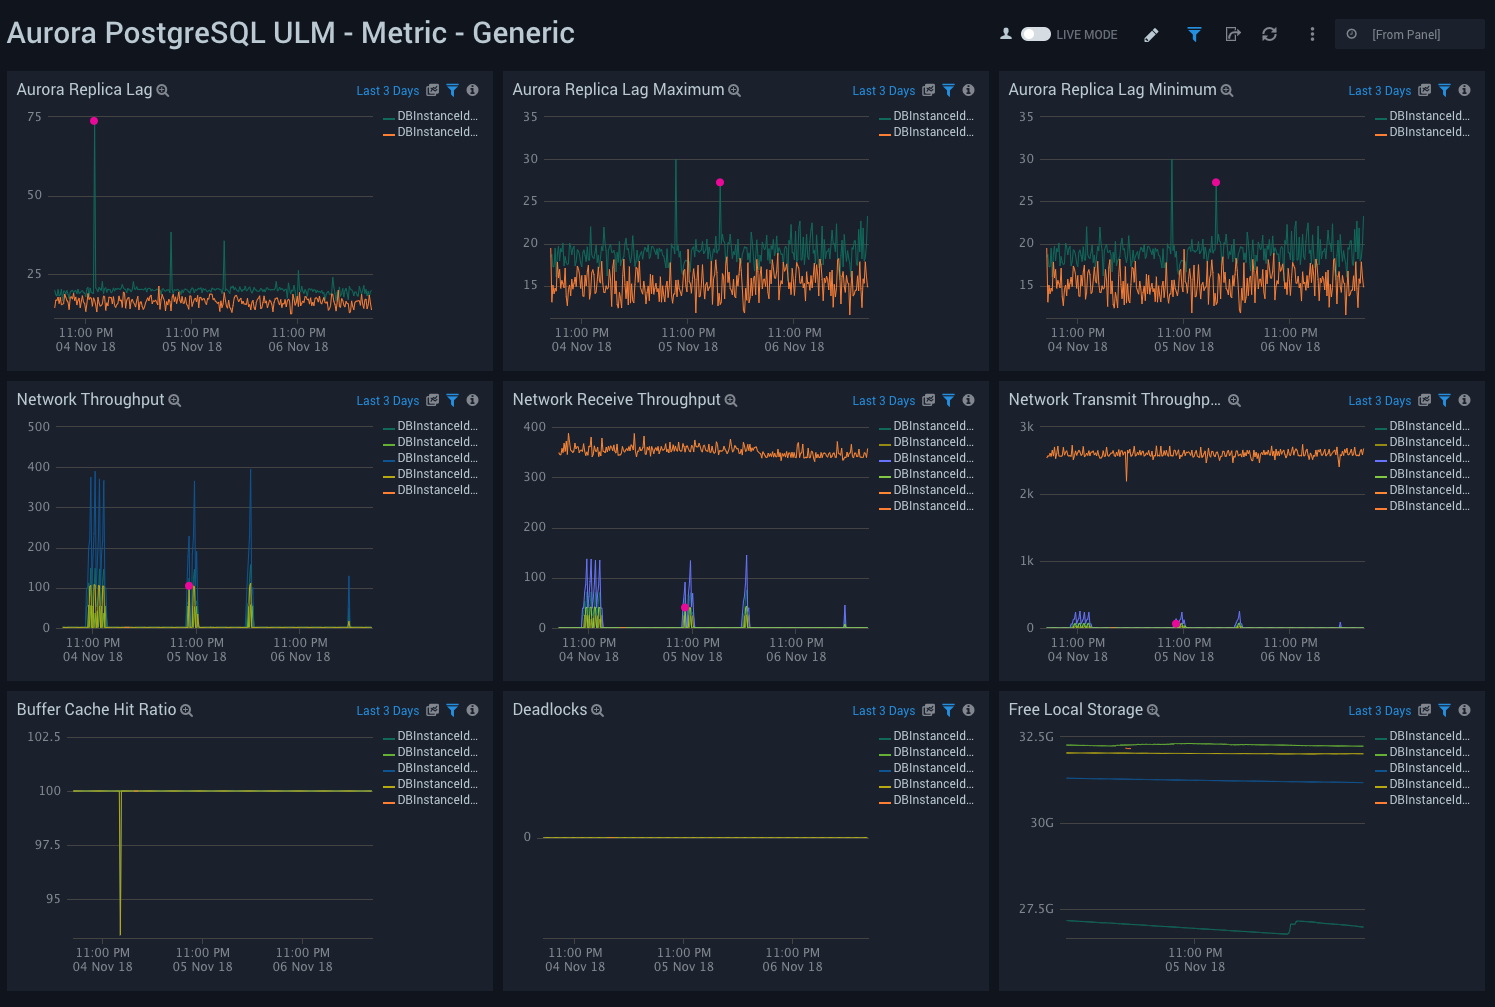 Aurora PostgreSQL ULM - Metric - Generic
LIVE MODE
[From Panel]
Aurora Replica Lag
Last 3 Days
75
50
25
11:00 PM
04 Nov 18
11:00 PM
05 Nov 18
11:00 PM
06 Nov 18
DBInstanceId...
DBInstanceId...
Aurora Replica Lag Maximum
Last 3 Days
35
30
25
20
15
11:00 PM
04 Nov 18
11:00 PM
05 Nov 18
11:00 PM
06 Nov 18
DBInstanceId...
DBInstanceId...
Aurora Replica Lag Minimum
Last 3 Days
35
30
25
20
15
11:00 PM
04 Nov 18
11:00 PM
05 Nov 18
11:00 PM
06 Nov 18
DBInstanceId...
DBInstanceId...
Network Throughput
Last 3 Days
500
400
300
200
100
0
11:00 PM
04 Nov 18
11:00 PM
05 Nov 18
11:00 PM
06 Nov 18
DBInstanceId...
DBInstanceId...
DBInstanceId...
DBInstanceId...
DBInstanceId...
Network Receive Throughput
Last 3 Days
400
300
200
100
0
11:00 PM
04 Nov 18
11:00 PM
05 Nov 18
11:00 PM
06 Nov 18
DBInstanceId...
DBInstanceId...
DBInstanceId...
DBInstanceId...
DBInstanceId...
DBInstanceId...
Network Transmit Throughp...
Last 3 Days
3k
2k
1k
0
11:00 PM
04 Nov 18
11:00 PM
05 Nov 18
11:00 PM
06 Nov 18
DBInstanceId...
DBInstanceId...
DBInstanceId...
DBInstanceId...
DBInstanceId...
DBInstanceId...
Buffer Cache Hit Ratio
Last 3 Days
102.5
100
97.5
95
11:00 PM
04 Nov 18
11:00 PM
05 Nov 18
11:00 PM
06 Nov 18
DBInstanceId...
DBInstanceId...
DBInstanceId...
DBInstanceId...
DBInstanceId...
Deadlocks
Last 3 Days
0
11:00 PM
04 Nov 18
11:00 PM
05 Nov 18
11:00 PM
06 Nov 18
DBInstanceId...
DBInstanceId...
DBInstanceId...
DBInstanceId...
DBInstanceId...
Free Local Storage
Last 3 Days
32.5G
30G
27.5G
11:00 PM
05 Nov 18
DBInstanceId...
DBInstanceId...
DBInstanceId...
DBInstanceId...
DBInstanceId...